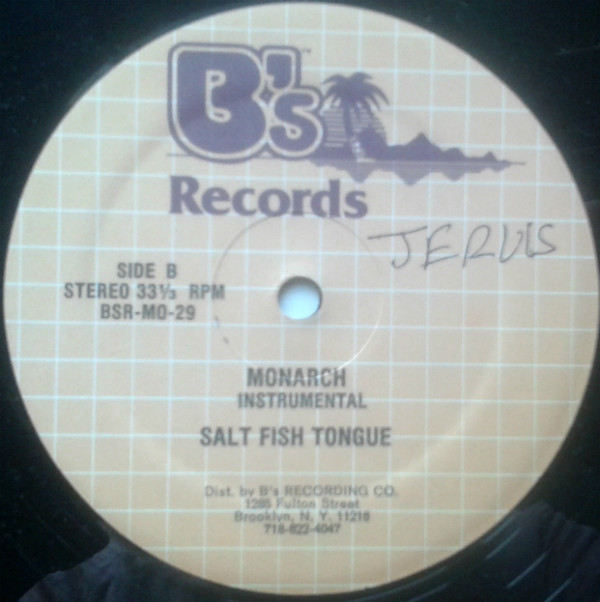 B's™
Records
JERVIS
SIDE B
STEREO 33⅓ RPM
BSR-MO-29
MONARCH
INSTRUMENTAL
SALT FISH TONGUE
Dist. by B's RECORDING CO.
1285 Fulton Street
Brooklyn, N. Y. 11216
718-622-4047